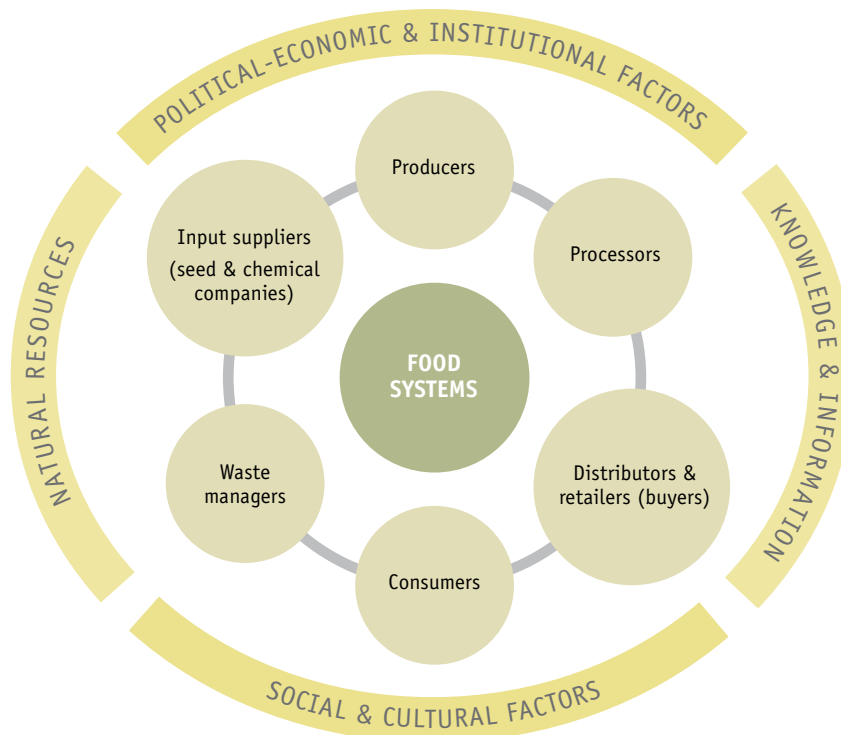 POLITICAL-ECONOMIC & INSTITUTIONAL FACTORS
Producers
Input suppliers
(seed & chemical
companies)
Processors
NATURAL RESOURCES
KNOWLEDGE & INFORMATION
FOOD
SYSTEMS
Waste
managers
Distributors &
retailers (buyers)
Consumers
SOCIAL & CULTURAL FACTORS